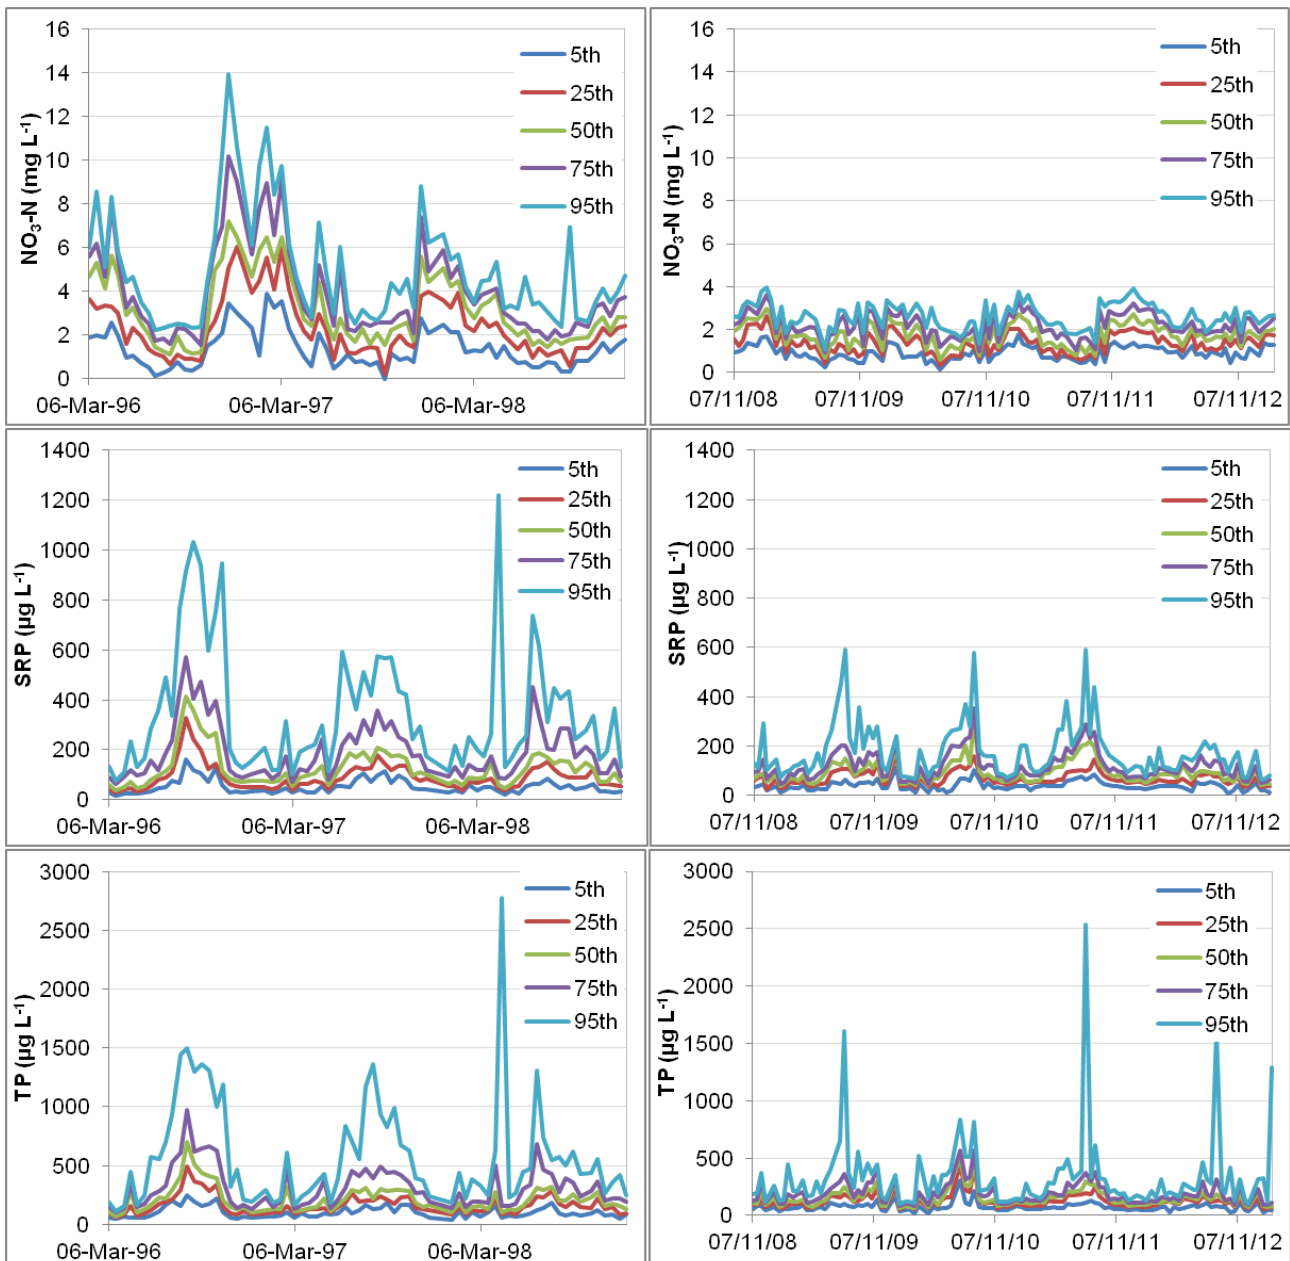 NO₃-N (mg L⁻¹)
16
14
12
10
8
6
4
2
0
5th
25th
50th
75th
95th
06-Mar-96 06-Mar-97 06-Mar-98
NO₃-N (mg L⁻¹)
16
14
12
10
8
6
4
2
0
5th
25th
50th
75th
95th
07/11/08 07/11/09 07/11/10 07/11/11 07/11/12
SRP (µg L⁻¹)
1400
1200
1000
800
600
400
200
0
5th
25th
50th
75th
95th
06-Mar-96 06-Mar-97 06-Mar-98
SRP (µg L⁻¹)
1400
1200
1000
800
600
400
200
0
5th
25th
50th
75th
95th
07/11/08 07/11/09 07/11/10 07/11/11 07/11/12
TP (µg L⁻¹)
3000
2500
2000
1500
1000
500
0
5th
25th
50th
75th
95th
06-Mar-96 06-Mar-97 06-Mar-98
TP (µg L⁻¹)
3000
2500
2000
1500
1000
500
0
5th
25th
50th
75th
95th
07/11/08 07/11/09 07/11/10 07/11/11 07/11/12